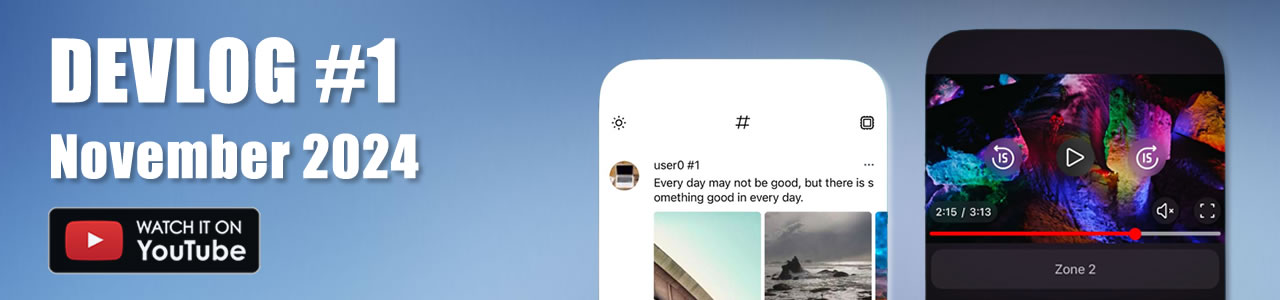 DEVLOG #1
November 2024
WATCH IT ON
YouTube
#
user0 #1
...
Every day may not be good, but there is s
omething good in every day.
15
15
2:15 / 3:13
Zone 2